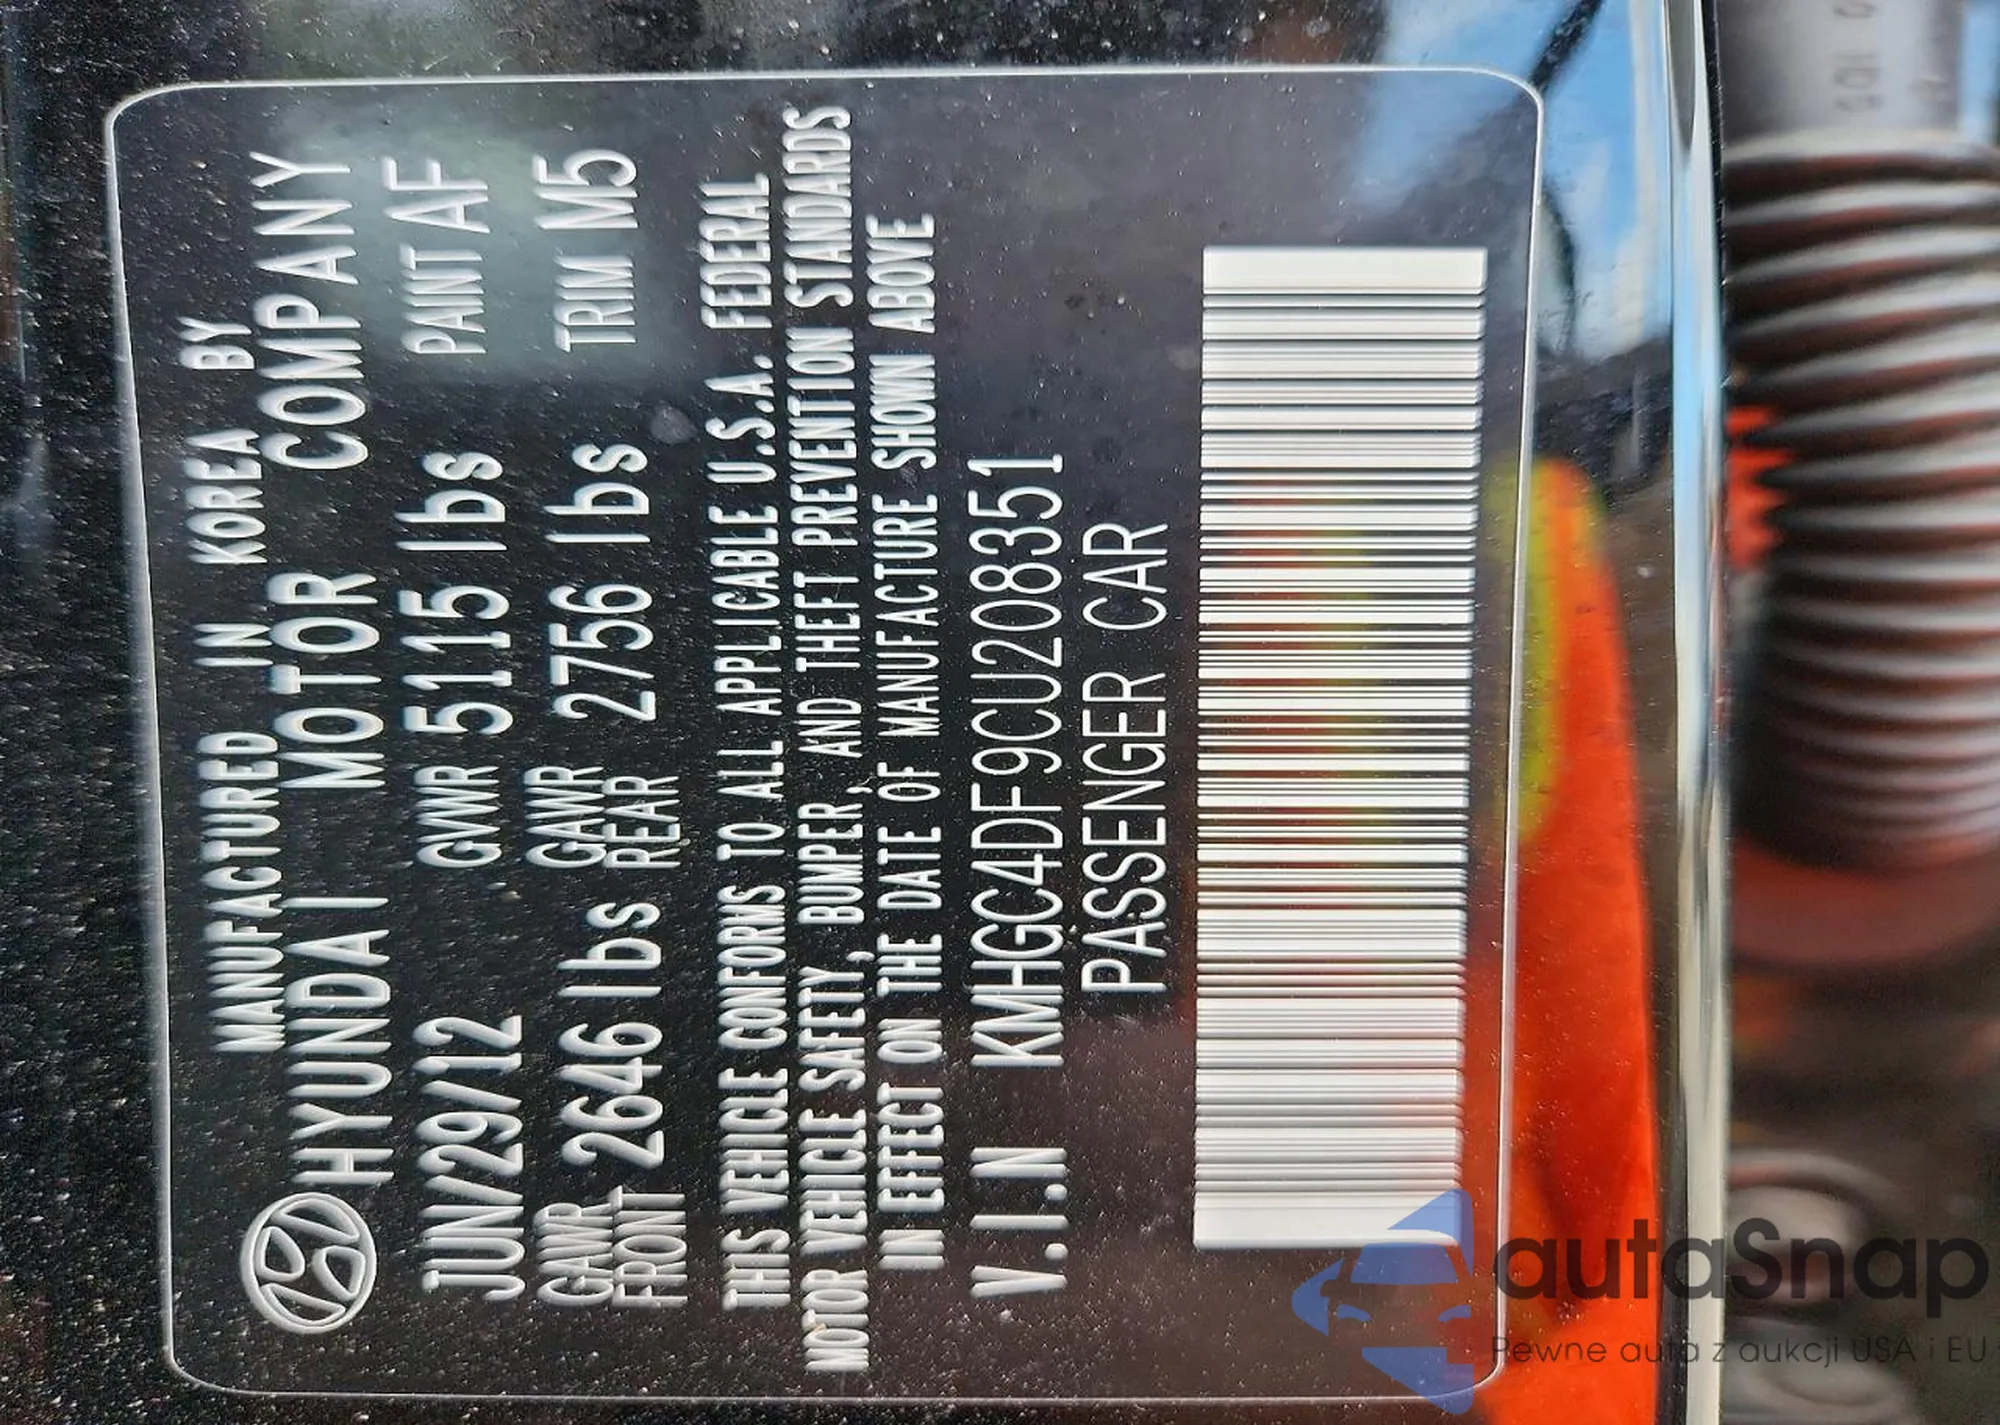 MANUFACTURED IN KOREA BY
HYUNDAI MOTOR COMPANY
JUN/29/12 GVWR 5115 lbs PAINT AF
GAWR FRONT 2646 lbs GAWR REAR 2756 lbs TRIM M5
THIS VEHICLE CONFORMS TO ALL APPLICABLE U.S.A. FEDERAL
MOTOR VEHICLE SAFETY, BUMPER, AND THEFT PREVENTION STANDARDS
IN EFFECT ON THE DATE OF MANUFACTURE SHOWN ABOVE
V.I.N KMHGC4DF9CU208351
PASSENGER CAR
autaSnap
Pewne auta z aukcji USA i EU